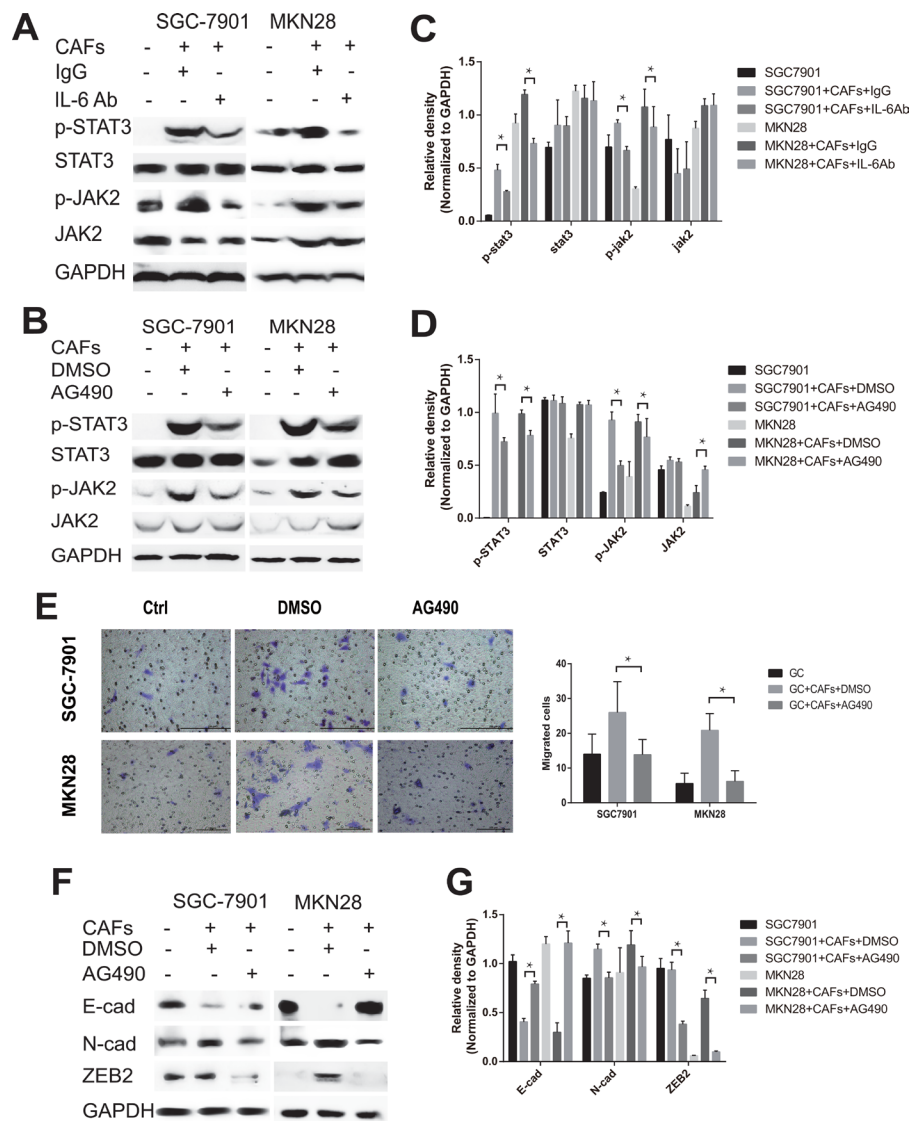 A
SGC-7901 MKN28
CAFs - + + - + +
IgG - + - - + -
IL-6 Ab - - + - - +
p-STAT3
STAT3
p-JAK2
JAK2
GAPDH
C
Relative density
(Normalized to GAPDH)
1.5
1.0
0.5
0.0
p-stat3 stat3 p-jak2 jak2
* * * *
SGC7901
SGC7901+CAFs+IgG
SGC7901+CAFs+IL-6Ab
MKN28
MKN28+CAFs+IgG
MKN28+CAFs+IL-6Ab
B
SGC-7901 MKN28
CAFs - + + - + +
DMSO - + - - + -
AG490 - - + - - +
p-STAT3
STAT3
p-JAK2
JAK2
GAPDH
D
Relative density
(Normalized to GAPDH)
1.5
1.0
0.5
0.0
p-STAT3 STAT3 p-JAK2 JAK2
* * * * *
SGC7901
SGC7901+CAFs+DMSO
SGC7901+CAFs+AG490
MKN28
MKN28+CAFs+DMSO
MKN28+CAFs+AG490
E
Ctrl DMSO AG490
SGC-7901
MKN28
Migrated cells
40
30
20
10
0
SGC7901 MKN28
* *
GC
GC+CAFs+DMSO
GC+CAFs+AG490
F
SGC-7901 MKN28
CAFs - + + - + +
DMSO - + - - + -
AG490 - - + - - +
E-cad
N-cad
ZEB2
GAPDH
G
Relative density
(Normalized to GAPDH)
1.5
1.0
0.5
0.0
E-cad N-cad ZEB2
* * * * * *
SGC7901
SGC7901+CAFs+DMSO
SGC7901+CAFs+AG490
MKN28
MKN28+CAFs+DMSO
MKN28+CAFs+AG490